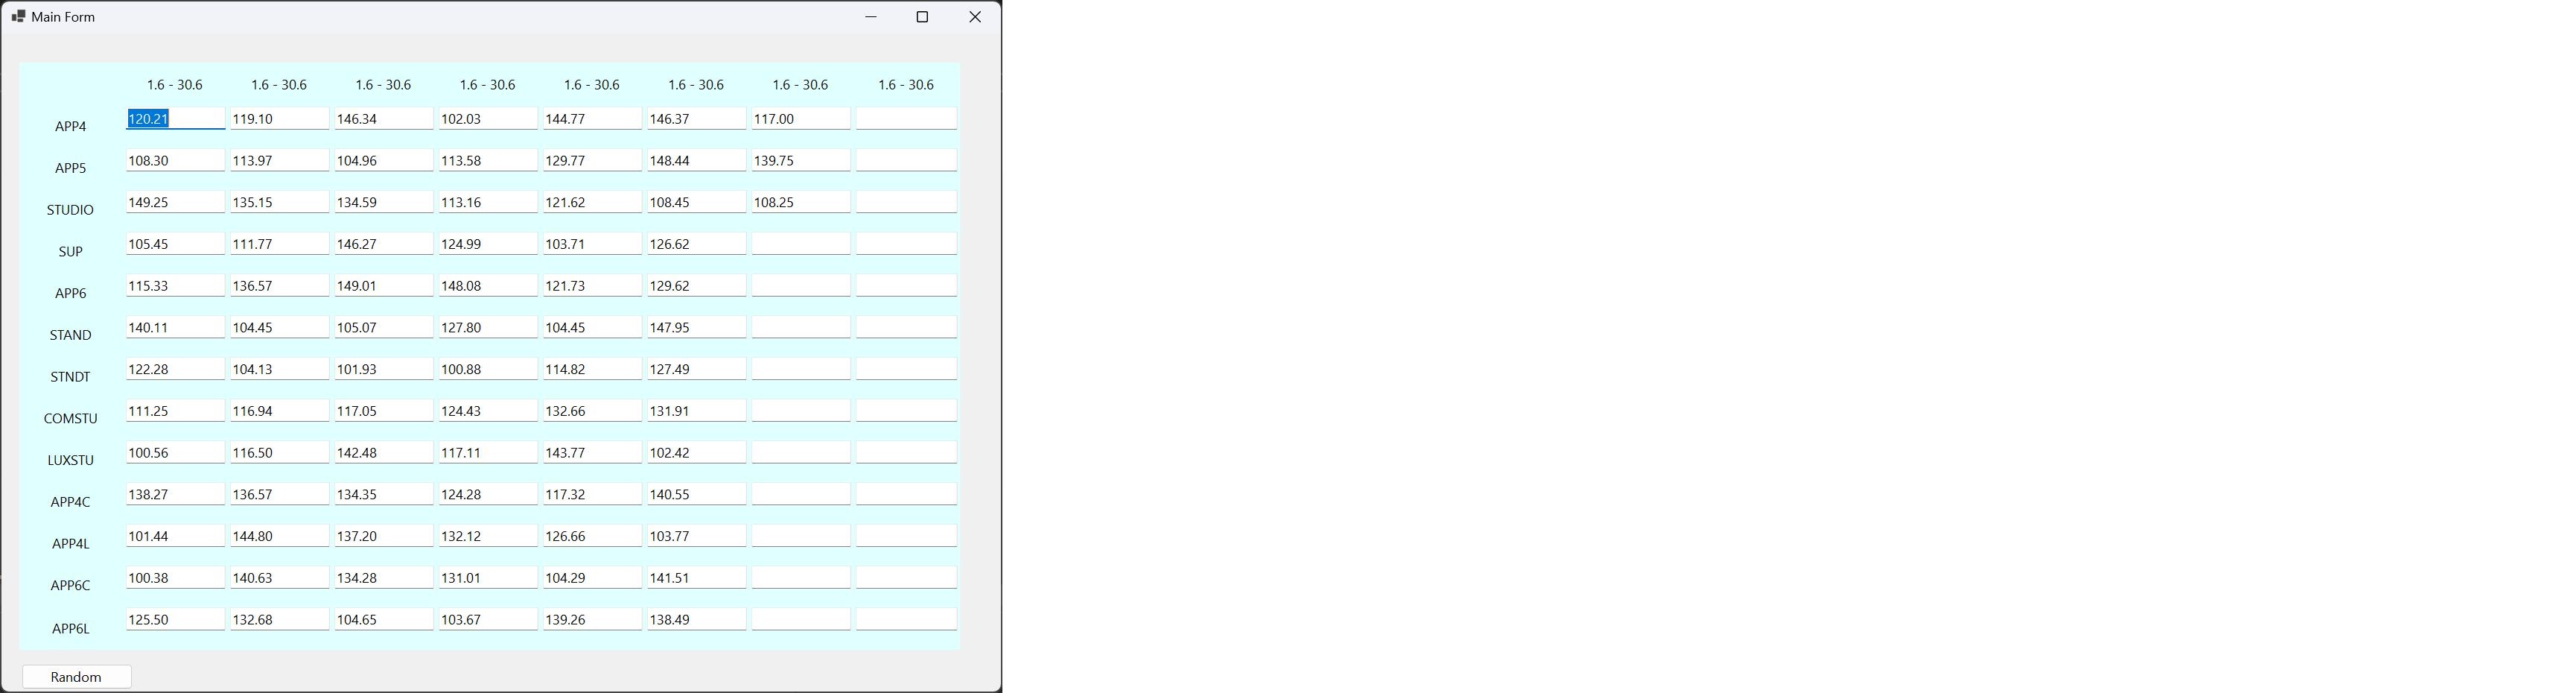 Main Form
1.6 - 30.6 1.6 - 30.6 1.6 - 30.6 1.6 - 30.6 1.6 - 30.6 1.6 - 30.6 1.6 - 30.6 1.6 - 30.6
APP4 120.21 119.10 146.34 102.03 144.77 146.37 117.00
APP5 108.30 113.97 104.96 113.58 129.77 148.44 139.75
STUDIO 149.25 135.15 134.59 113.16 121.62 108.45 108.25
SUP 105.45 111.77 146.27 124.99 103.71 126.62
APP6 115.33 136.57 149.01 148.08 121.73 129.62
STAND 140.11 104.45 105.07 127.80 104.45 147.95
STNDT 122.28 104.13 101.93 100.88 114.82 127.49
COMSTU 111.25 116.94 117.05 124.43 132.66 131.91
LUXSTU 100.56 116.50 142.48 117.11 143.77 102.42
APP4C 138.27 136.57 134.35 124.28 117.32 140.55
APP4L 101.44 144.80 137.20 132.12 126.66 103.77
APP6C 100.38 140.63 134.28 131.01 104.29 141.51
APP6L 125.50 132.68 104.65 103.67 139.26 138.49
Random